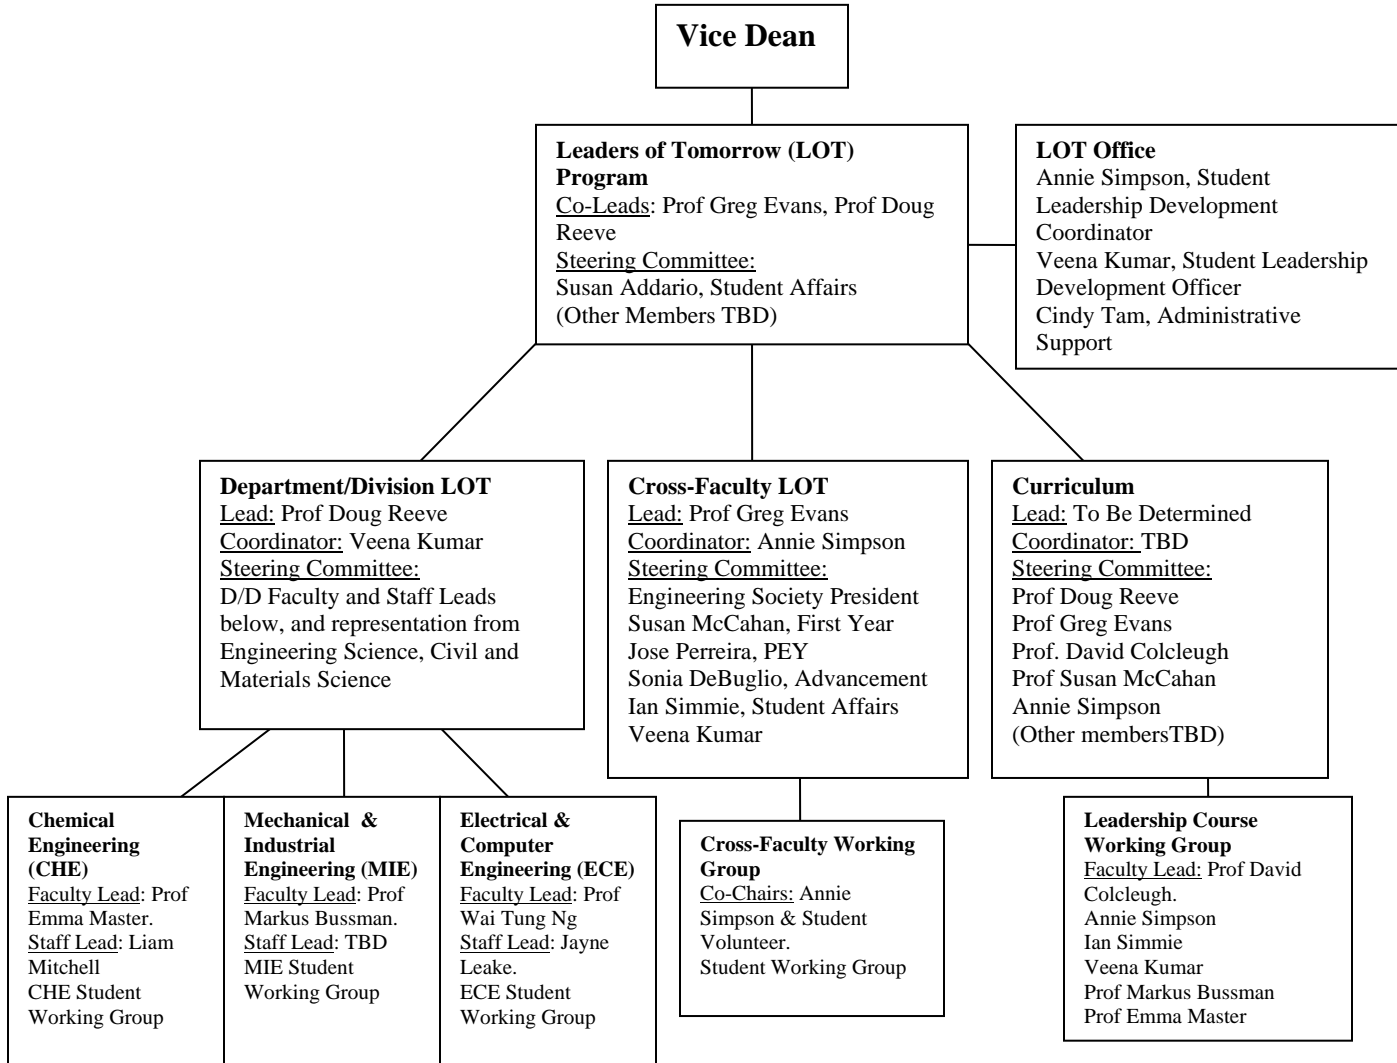 Vice Dean
Leaders of Tomorrow (LOT)
Program
Co-Leads: Prof Greg Evans, Prof Doug
Reeve
Steering Committee:
Susan Addario, Student Affairs
(Other Members TBD)
LOT Office
Annie Simpson, Student
Leadership Development
Coordinator
Veena Kumar, Student Leadership
Development Officer
Cindy Tam, Administrative
Support
Department/Division LOT
Lead: Prof Doug Reeve
Coordinator: Veena Kumar
Steering Committee:
D/D Faculty and Staff Leads
below, and representation from
Engineering Science, Civil and
Materials Science
Cross-Faculty LOT
Lead: Prof Greg Evans
Coordinator: Annie Simpson
Steering Committee:
Engineering Society President
Susan McCahan, First Year
Jose Perreira, PEY
Sonia DeBuglio, Advancement
Ian Simmie, Student Affairs
Veena Kumar
Curriculum
Lead: To Be Determined
Coordinator: TBD
Steering Committee:
Prof Doug Reeve
Prof Greg Evans
Prof. David Colcleugh
Prof Susan McCahan
Annie Simpson
(Other membersTBD)
Chemical
Engineering
(CHE)
Faculty Lead: Prof
Emma Master.
Staff Lead: Liam
Mitchell
CHE Student
Working Group
Mechanical &
Industrial
Engineering (MIE)
Faculty Lead: Prof
Markus Bussman.
Staff Lead: TBD
MIE Student
Working Group
Electrical &
Computer
Engineering (ECE)
Faculty Lead: Prof
Wai Tung Ng
Staff Lead: Jayne
Leake.
ECE Student
Working Group
Cross-Faculty Working
Group
Co-Chairs: Annie
Simpson & Student
Volunteer.
Student Working Group
Leadership Course
Working Group
Faculty Lead: Prof David
Colcleugh.
Annie Simpson
Ian Simmie
Veena Kumar
Prof Markus Bussman
Prof Emma Master